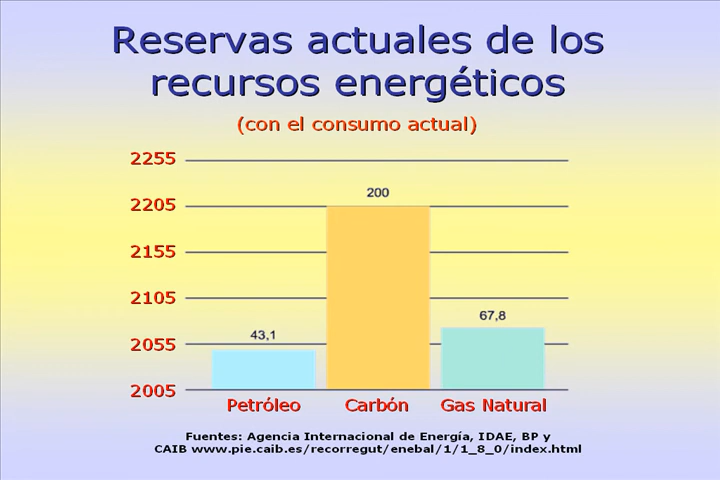 Reservas actuales de los
recursos energéticos
(con el consumo actual)
2255
2205
200
2155
2105
67,8
43,1
2055
2005
Petróleo Carbón Gas Natural
Fuentes: Agencia Internacional de Energía, IDAE, BP y
CAIB www.pie.caib.es/recorregut/enebal/1/1_8_0/index.html